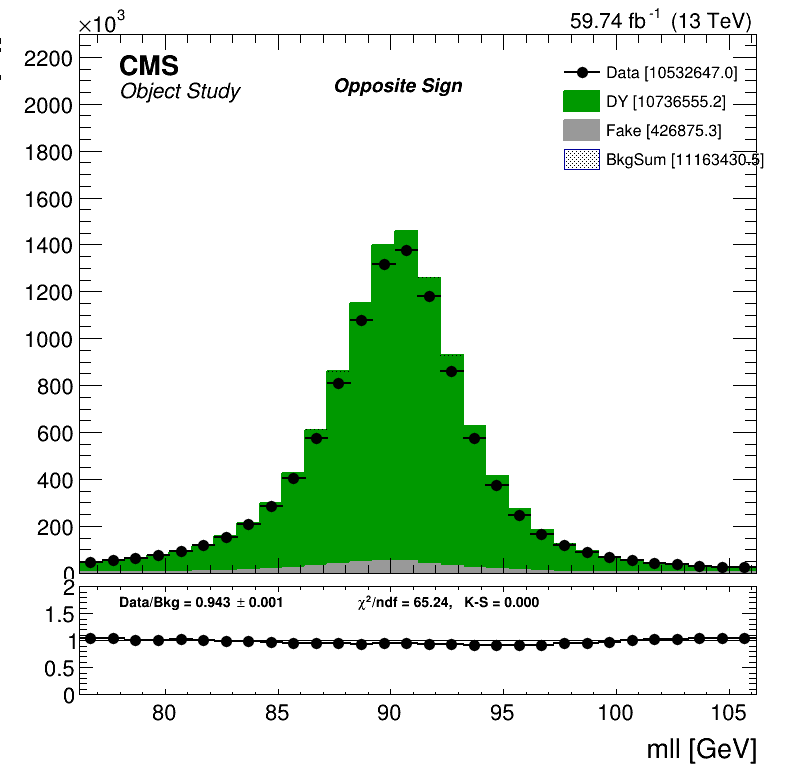 ×10³
59.74 fb⁻¹ (13 TeV)
CMS
Object Study
Opposite Sign
Data [10532647.0]
DY [10736555.2]
Fake [426875.3]
BkgSum [11163430.5]
2200
2000
1800
1600
1400
1200
1000
800
600
400
200
0
Data/Bkg = 0.943 ± 0.001
χ²/ndf = 65.24, K-S = 0.000
2
1.5
1
0.5
0
80 85 90 95 100 105
mll [GeV]